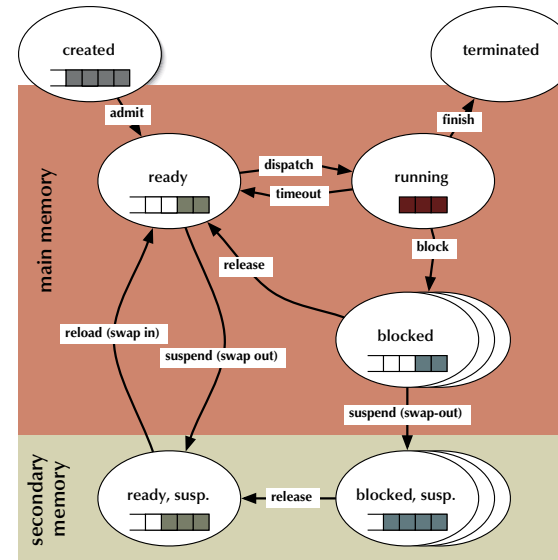 created
terminated
admit
finish
ready
dispatch
running
timeout
main memory
block
release
reload (swap in)
blocked
suspend (swap out)
suspend (swap-out)
secondary
memory
ready, susp.
release
blocked, susp.